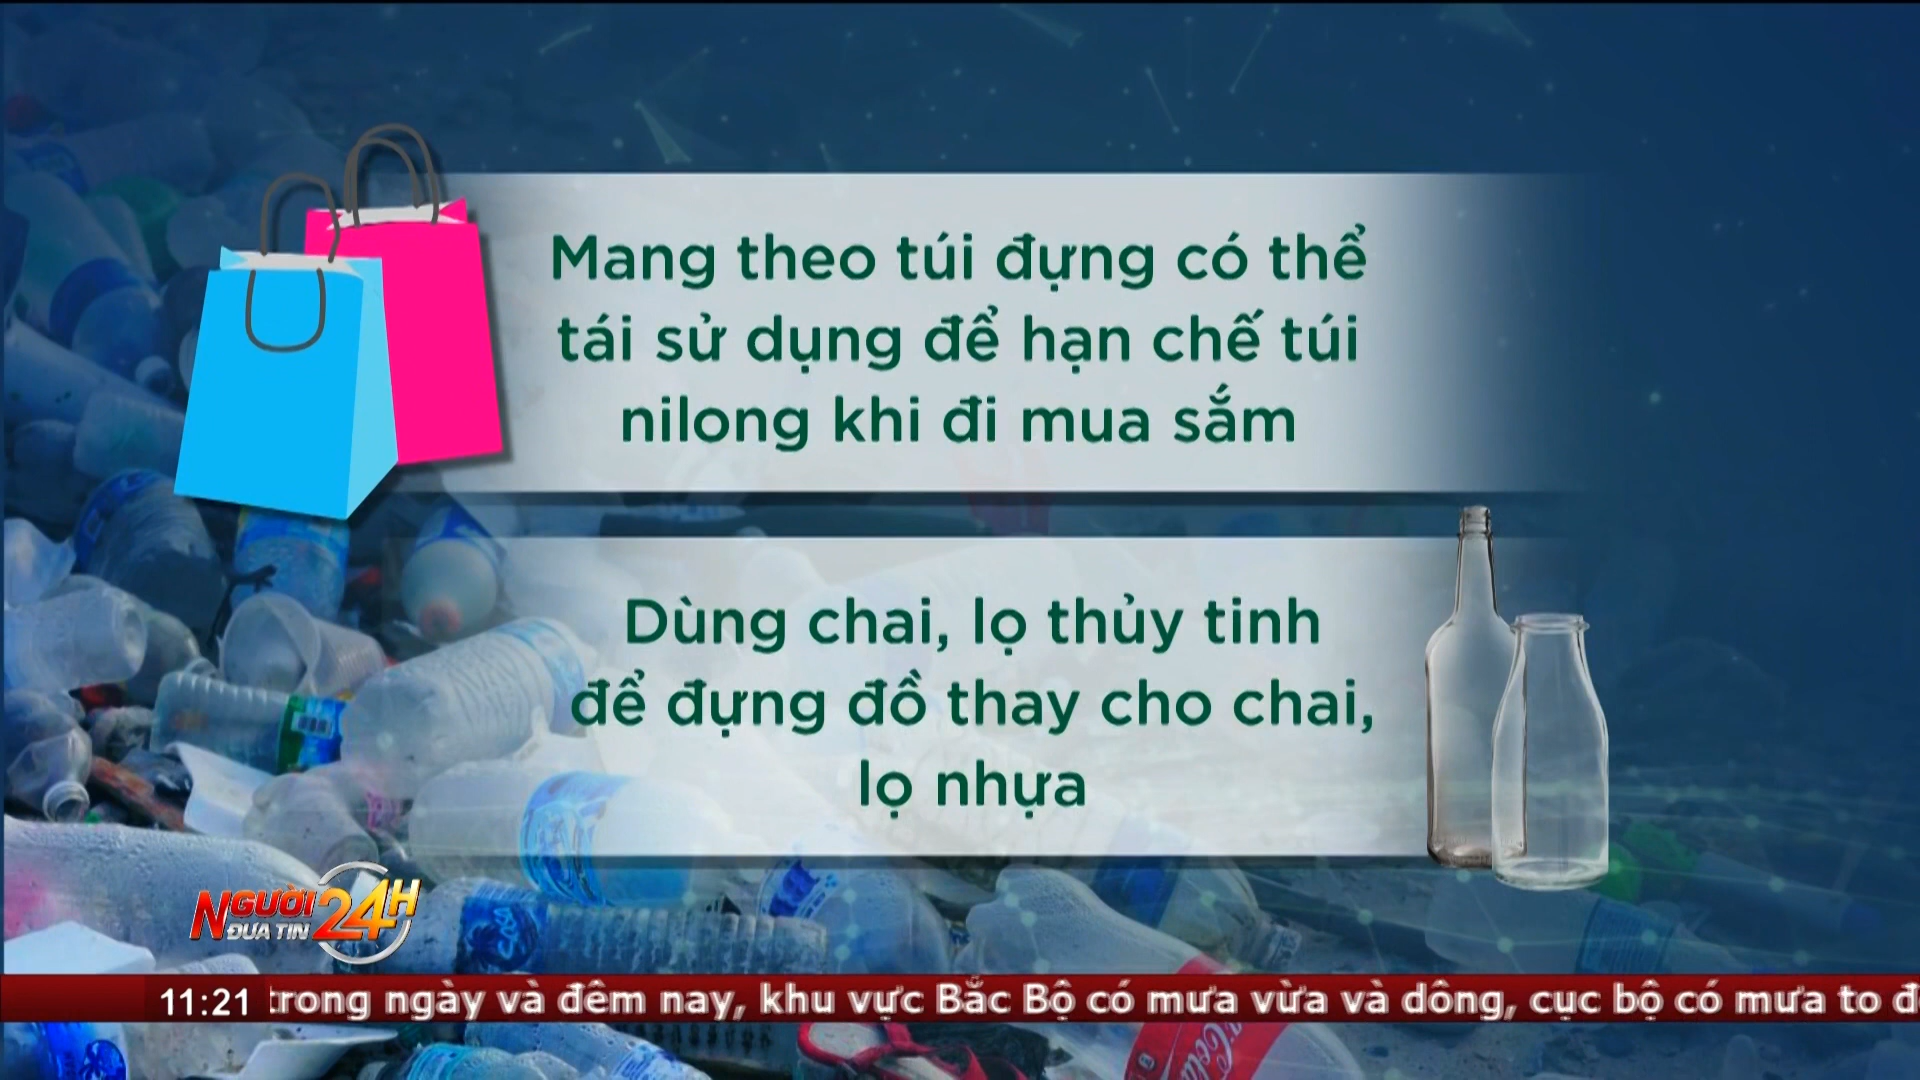 Mang theo túi đựng có thể
tái sử dụng để hạn chế túi
nilong khi đi mua sắm
Dùng chai, lọ thủy tinh
để đựng đồ thay cho chai,
lọ nhựa
NGƯỜI
ĐƯA TIN 24H
11:21 trong ngày và đêm nay, khu vực Bắc Bộ có mưa vừa và dông, cục bộ có mưa to